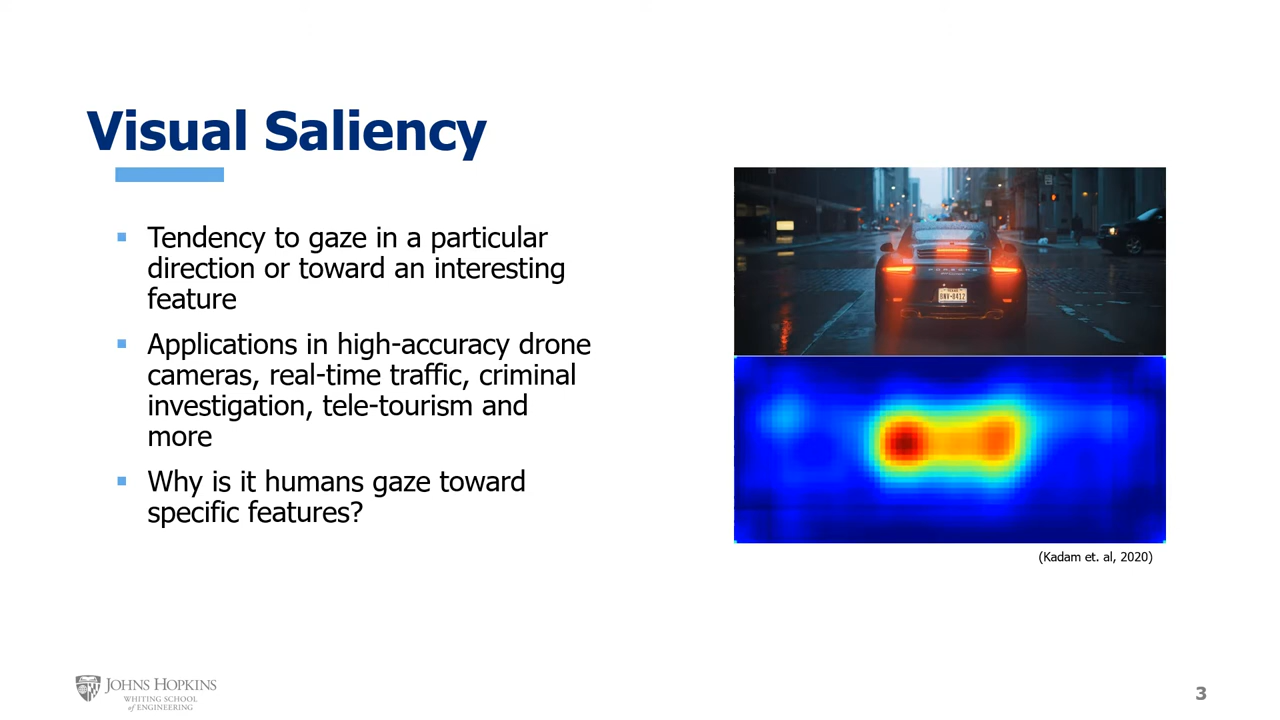 Visual Saliency
Tendency to gaze in a particular
direction or toward an interesting
feature
Applications in high-accuracy drone
cameras, real-time traffic, criminal
investigation, tele-tourism and
more
Why is it humans gaze toward
specific features?
PORSCHE
(Kadam et. al, 2020)
JOHNS HOPKINS
WHITING SCHOOL
of ENGINEERING
3